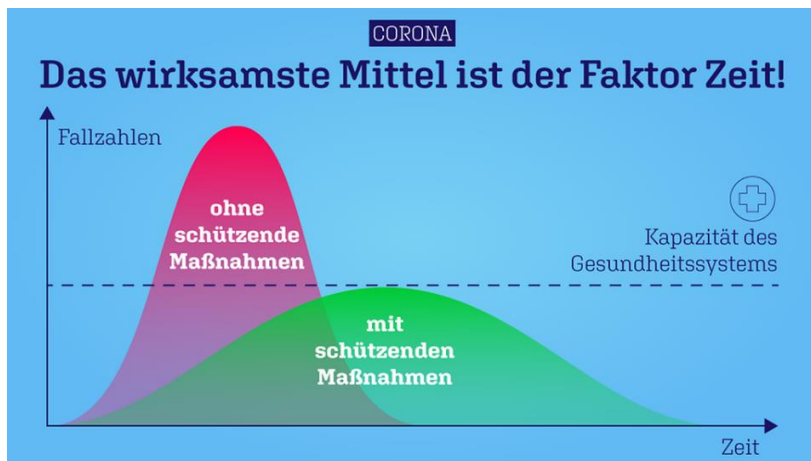 CORONA
Das wirksamste Mittel ist der Faktor Zeit!
Fallzahlen
ohne
schützende
Maßnahmen
Kapazität des
Gesundheitssystems
mit
schützenden
Maßnahmen
Zeit